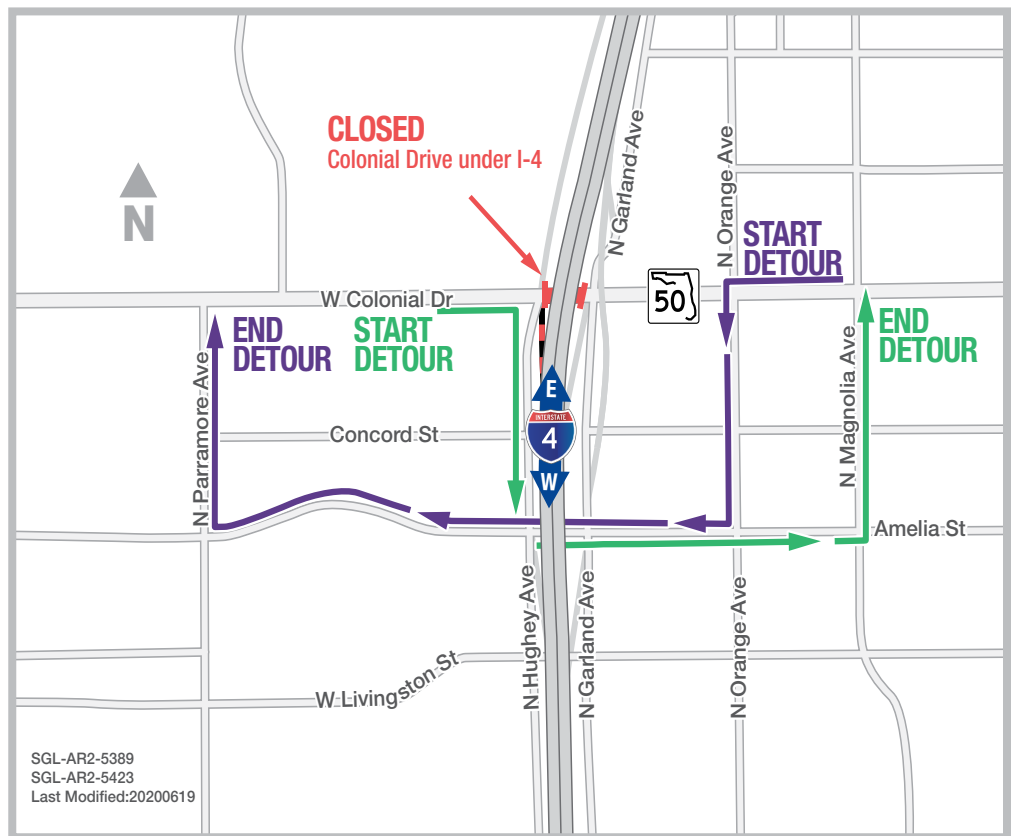 CLOSED
Colonial Drive under I-4
N
N Garland Ave
N Orange Ave
START
DETOUR
50
W Colonial Dr
END
DETOUR
START
DETOUR
END
DETOUR
N Parramore Ave
N Magnolia Ave
E
INTERSTATE
4
W
Concord St
Amelia St
N Hughey Ave
N Garland Ave
N Orange Ave
W Livingston St
SGL-AR2-5389
SGL-AR2-5423
Last Modified:20200619